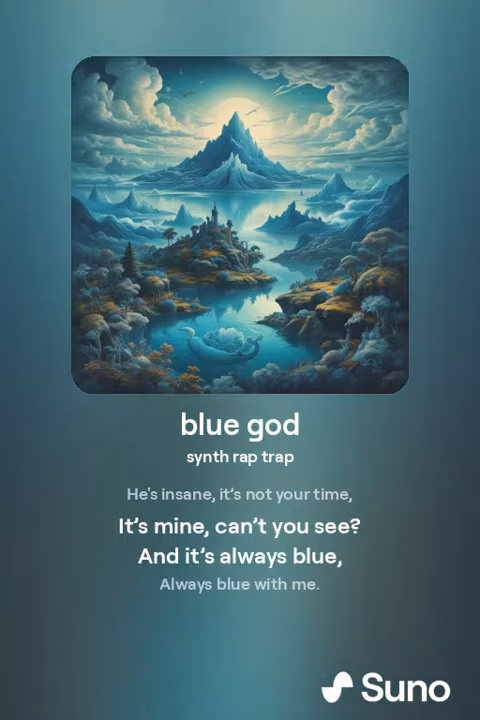 blue god
synth rap trap
He's insane, it’s not your time,
It’s mine, can’t you see?
And it’s always blue,
Always blue with me.
Suno